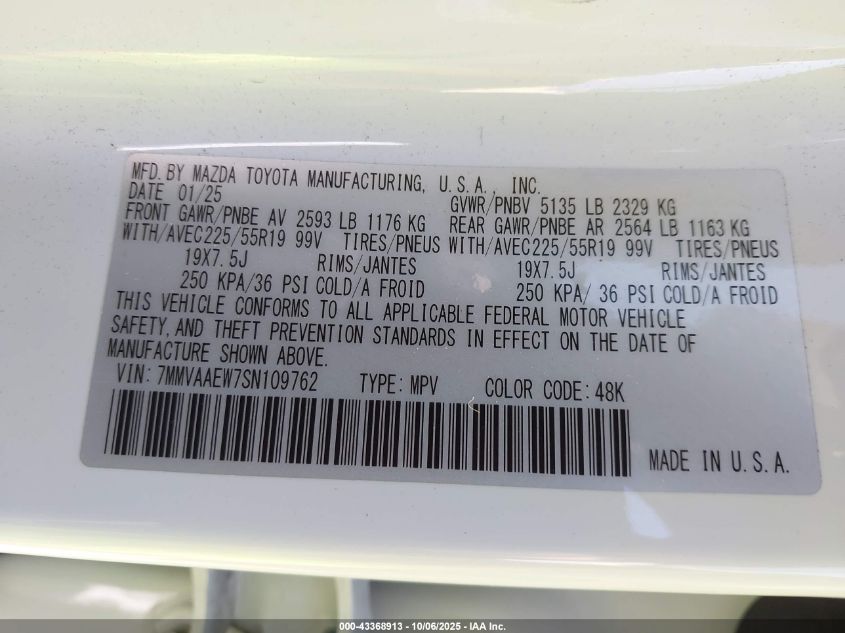 MFD. BY MAZDA TOYOTA MANUFACTURING, U.S.A., INC.
DATE 01/25 GVWR/PNBV 5135 LB 2329 KG
FRONT GAWR/PNBE AV 2593 LB 1176 KG REAR GAWR/PNBE AR 2564 LB 1163 KG
WITH/AVEC225/55R19 99V TIRES/PNEUS WITH/AVEC225/55R19 99V TIRES/PNEUS
19X7.5J RIMS/JANTES 19X7.5J RIMS/JANTES
250 KPA/36 PSI COLD/A FROID 250 KPA/ 36 PSI COLD/A FROID
THIS VEHICLE CONFORMS TO ALL APPLICABLE FEDERAL MOTOR VEHICLE
SAFETY, AND THEFT PREVENTION STANDARDS IN EFFECT ON THE DATE OF
MANUFACTURE SHOWN ABOVE.
VIN: 7MMVAAEW7SN109762 TYPE: MPV COLOR CODE: 48K
MADE IN U.S.A.
000-43368913 - 10/06/2025 - IAA Inc.